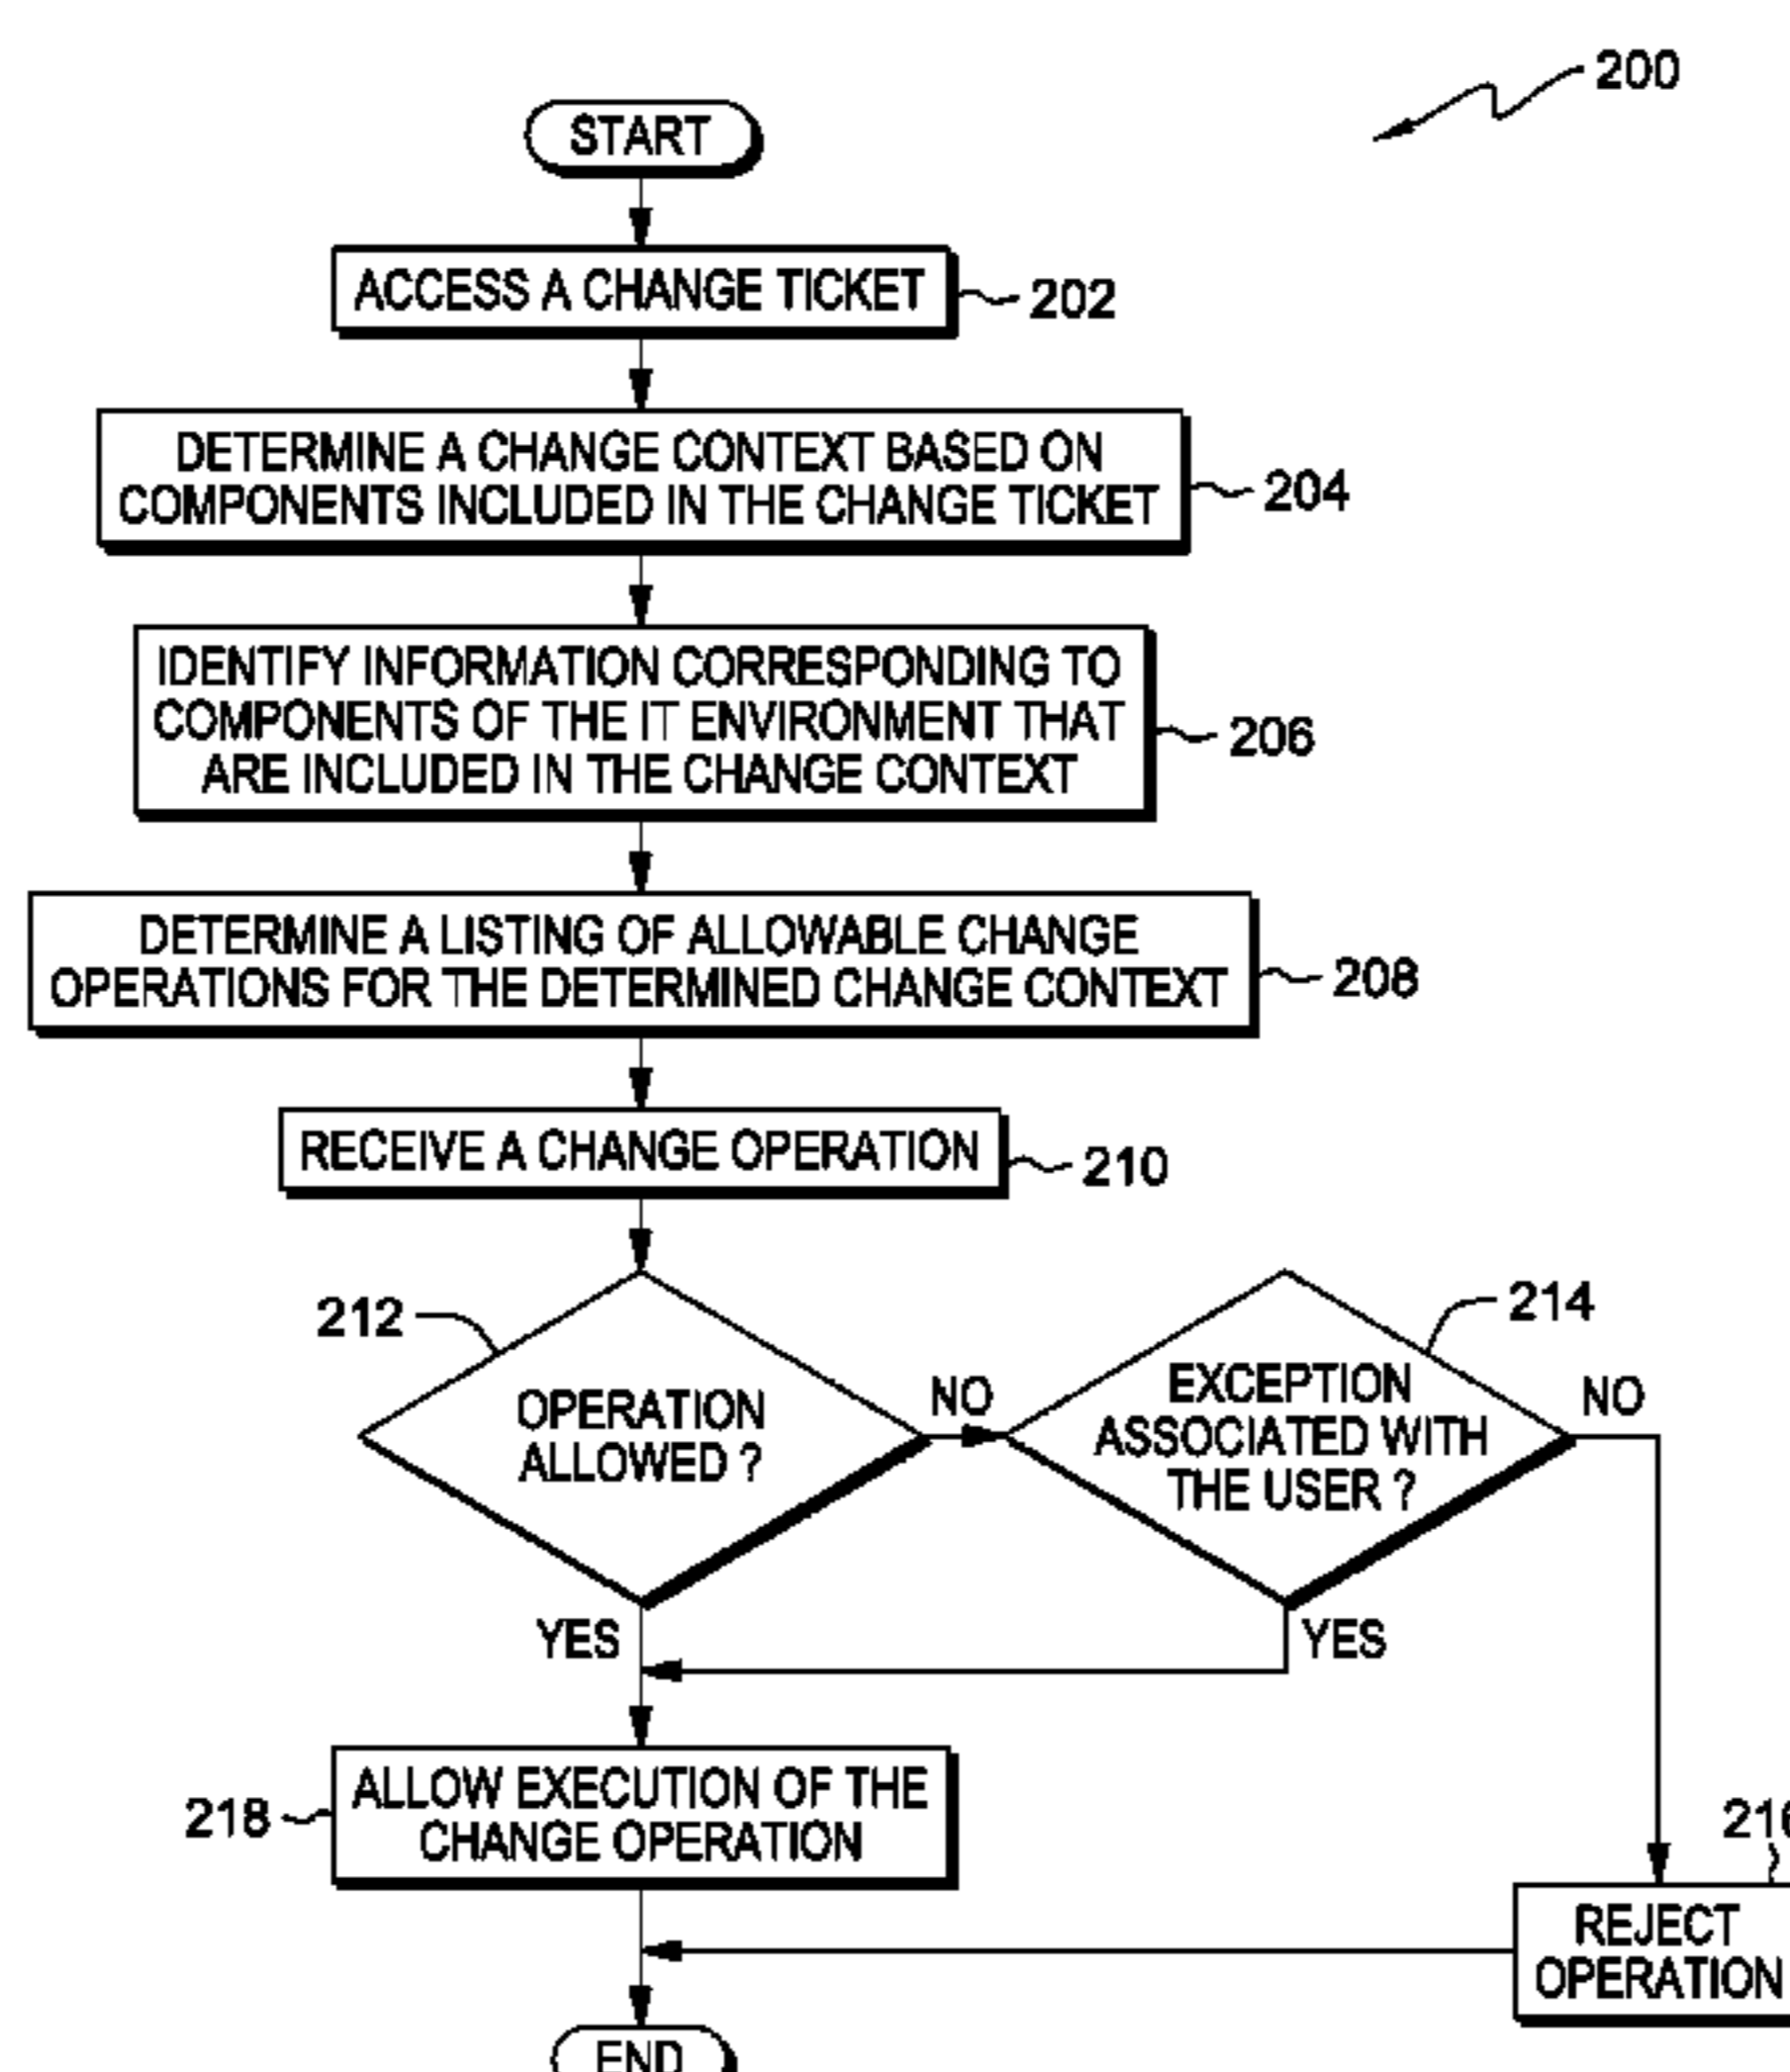 200
START
ACCESS A CHANGE TICKET
202
DETERMINE A CHANGE CONTEXT BASED ON
COMPONENTS INCLUDED IN THE CHANGE TICKET
204
IDENTIFY INFORMATION CORRESPONDING TO
COMPONENTS OF THE IT ENVIRONMENT THAT
ARE INCLUDED IN THE CHANGE CONTEXT
206
DETERMINE A LISTING OF ALLOWABLE CHANGE
OPERATIONS FOR THE DETERMINED CHANGE CONTEXT
208
RECEIVE A CHANGE OPERATION
210
212
OPERATION
ALLOWED ?
NO
214
EXCEPTION
ASSOCIATED WITH
THE USER ?
NO
YES
YES
ALLOW EXECUTION OF THE
CHANGE OPERATION
218
216
REJECT
OPERATION
END